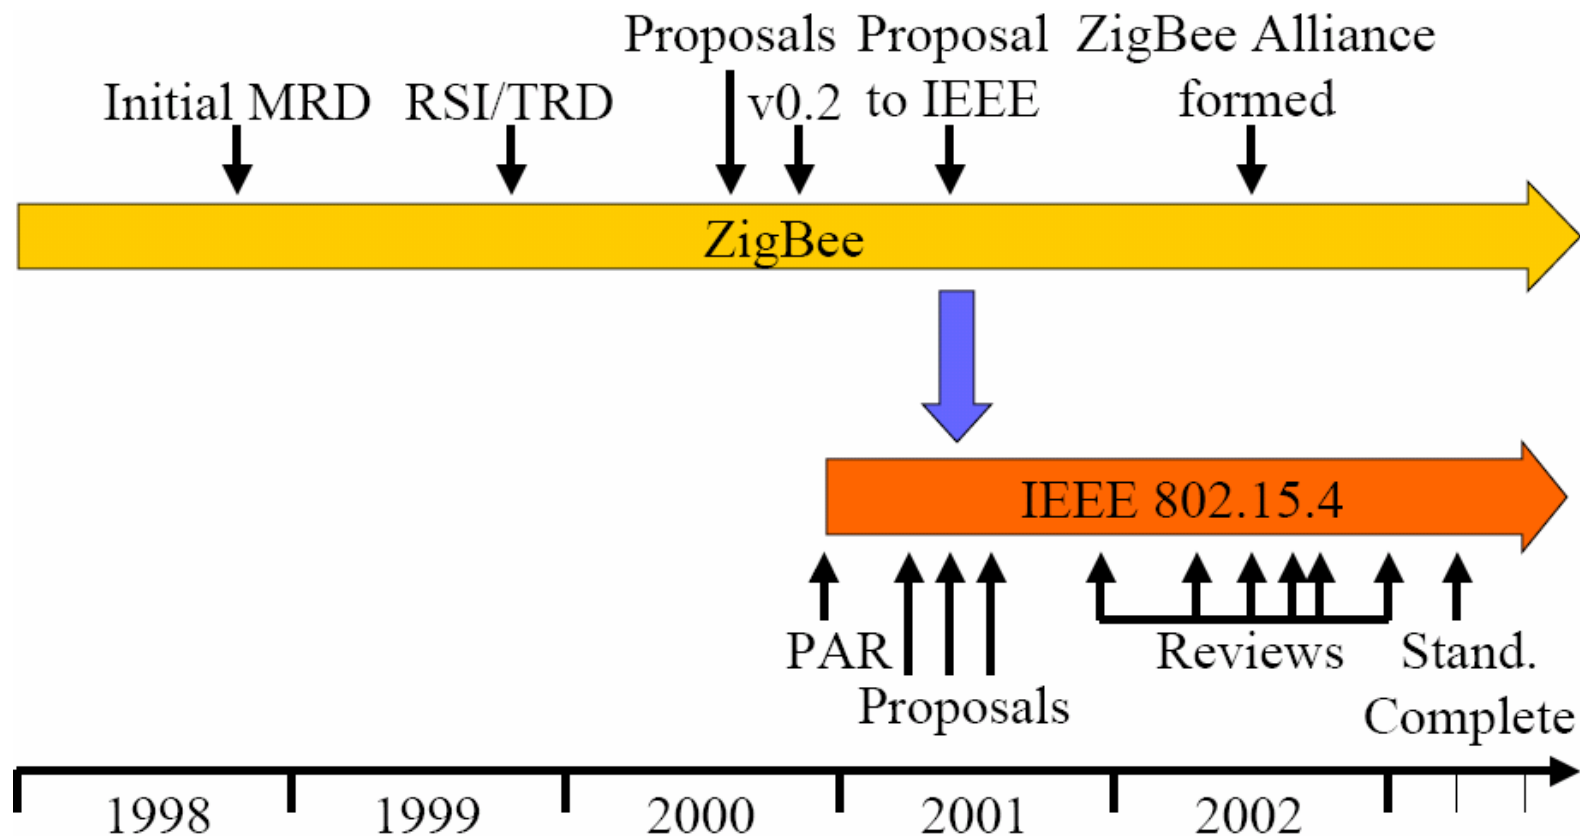 Proposals
Proposal
to IEEE
ZigBee Alliance
formed
Initial MRD
RSI/TRD
v0.2
ZigBee
IEEE 802.15.4
PAR
Proposals
Reviews
Stand.
Complete
1998
1999
2000
2001
2002